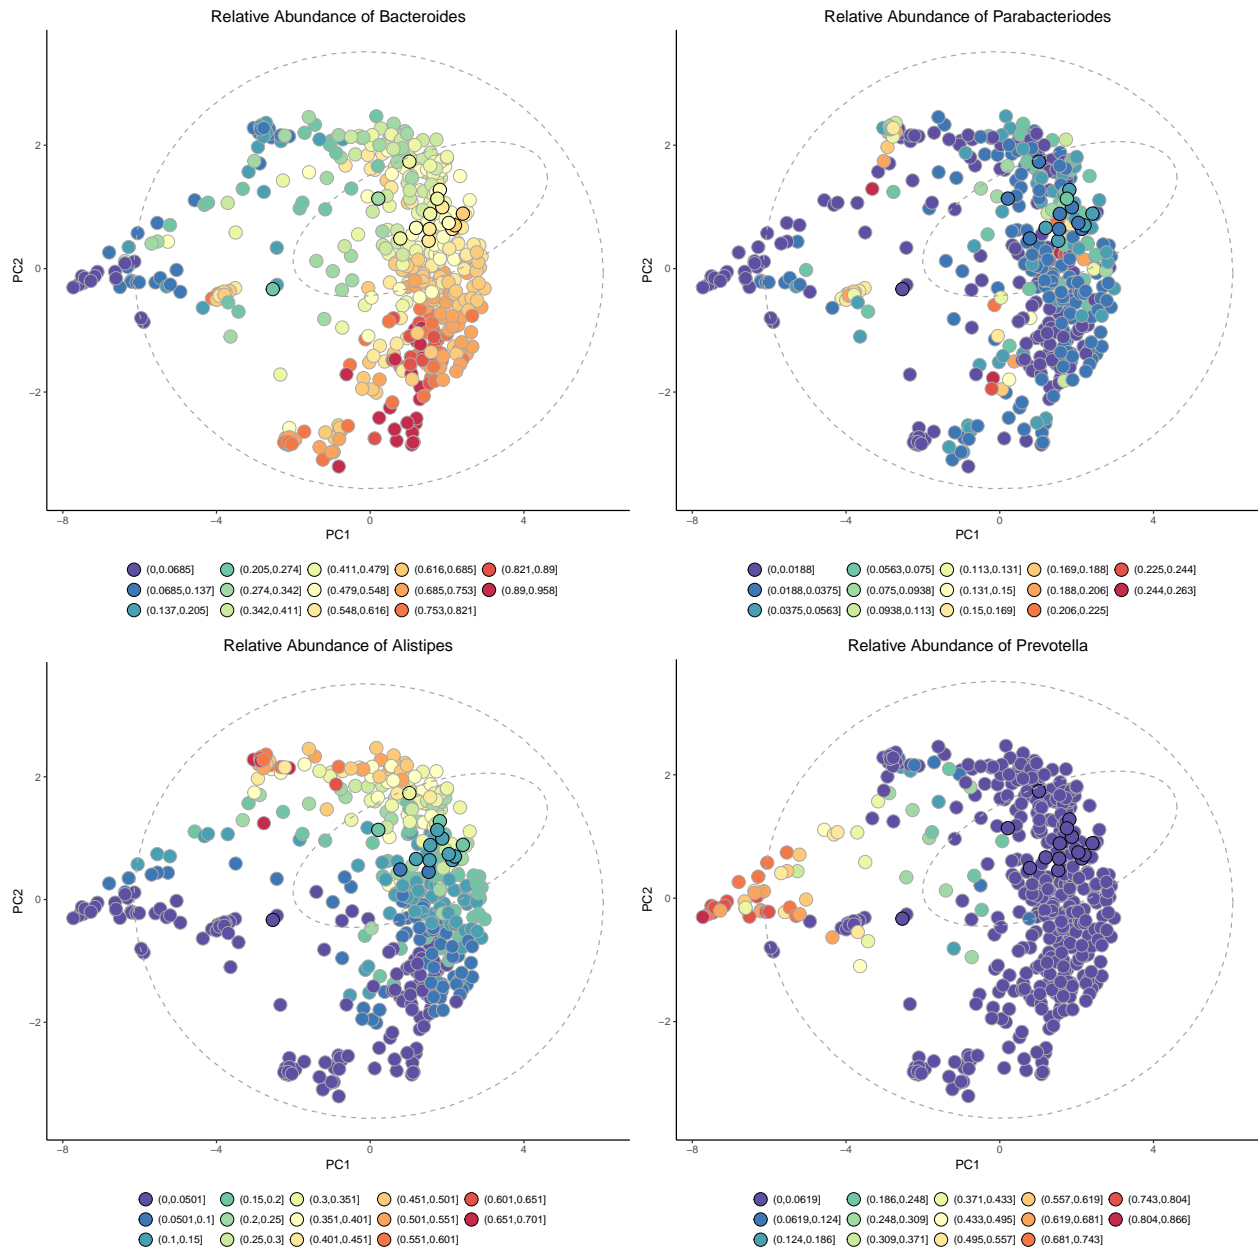 Relative Abundance of Bacteroides
2
0
−2
PC2
−8
−4
0
4
PC1
(0,0.0685] (0.205,0.274] (0.411,0.479] (0.616,0.685] (0.821,0.89]
(0.0685,0.137] (0.274,0.342] (0.479,0.548] (0.685,0.753] (0.89,0.958]
(0.137,0.205] (0.342,0.411] (0.548,0.616] (0.753,0.821]
Relative Abundance of Parabacteriodes
2
0
−2
PC2
−8
−4
0
4
PC1
(0,0.0188] (0.0563,0.075] (0.113,0.131] (0.169,0.188] (0.225,0.244]
(0.0188,0.0375] (0.075,0.0938] (0.131,0.15] (0.188,0.206] (0.244,0.263]
(0.0375,0.0563] (0.0938,0.113] (0.15,0.169] (0.206,0.225]
Relative Abundance of Alistipes
2
0
−2
PC2
−8
−4
0
4
PC1
(0,0.0501] (0.15,0.2] (0.3,0.351] (0.451,0.501] (0.601,0.651]
(0.0501,0.1] (0.2,0.25] (0.351,0.401] (0.501,0.551] (0.651,0.701]
(0.1,0.15] (0.25,0.3] (0.401,0.451] (0.551,0.601]
Relative Abundance of Prevotella
2
0
−2
PC2
−8
−4
0
4
PC1
(0,0.0619] (0.186,0.248] (0.371,0.433] (0.557,0.619] (0.743,0.804]
(0.0619,0.124] (0.248,0.309] (0.433,0.495] (0.619,0.681] (0.804,0.866]
(0.124,0.186] (0.309,0.371] (0.495,0.557] (0.681,0.743]